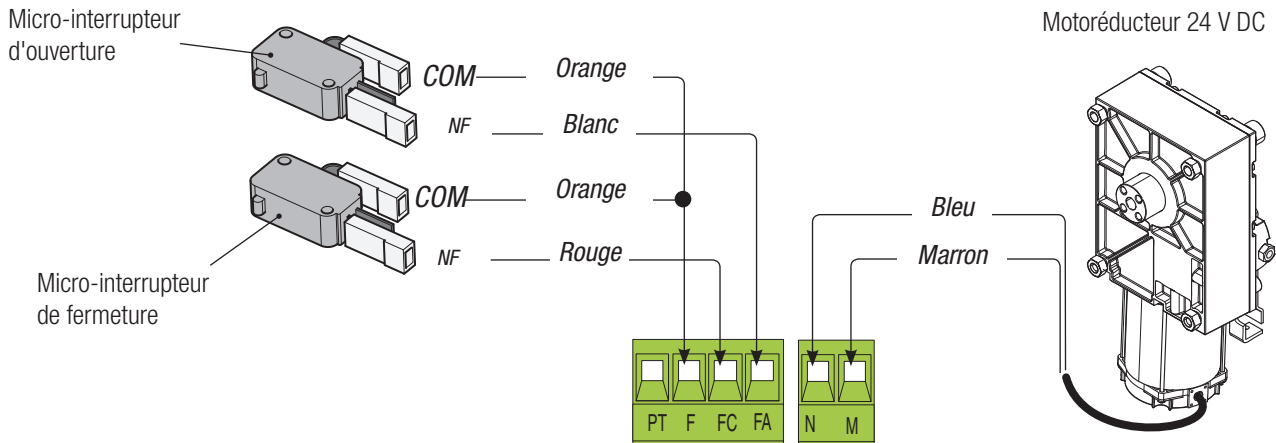 Micro-interrupteur
d'ouverture
Motoréducteur 24 V DC
COM
Orange
NF
Blanc
COM
Orange
NF
Rouge
Bleu
Marron
Micro-interrupteur
de fermeture
PT F FC FA N M